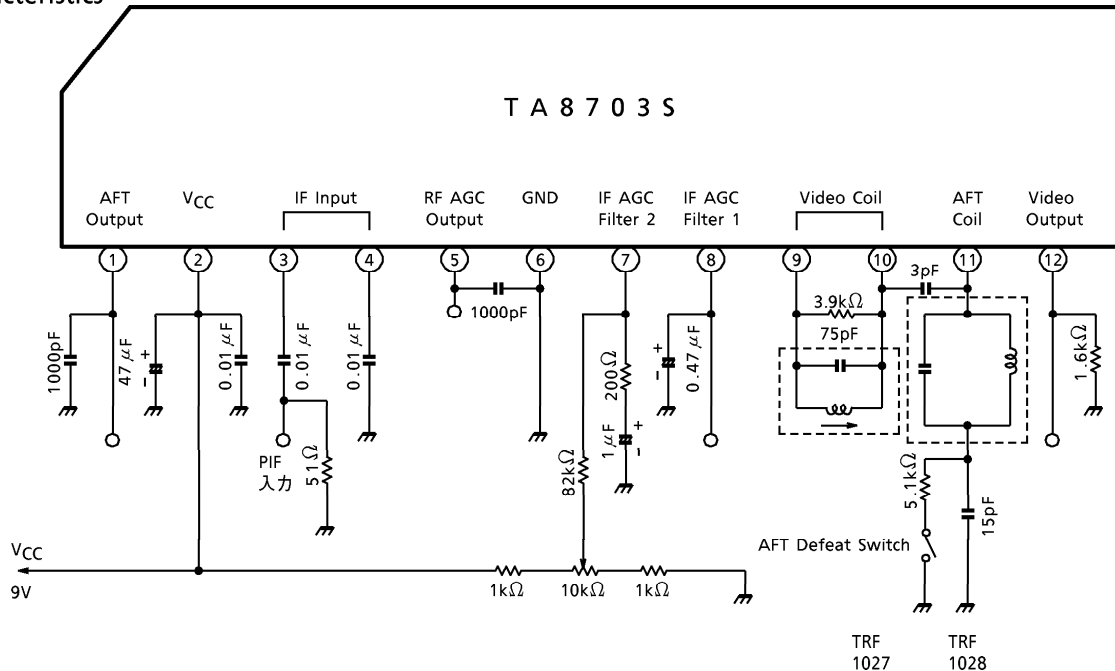 TA8703S
AFT
Output
VCC
IF Input
RF AGC
Output
GND
IF AGC
Filter 2
IF AGC
Filter 1
Video Coil
AFT
Coil
Video
Output
1
2
3
4
5
6
7
8
9
10
11
12
1000pF
47μF
+
-
0.01μF
0.01μF
0.01μF
1000pF
200Ω
1μF
+
-
82kΩ
+
-
0.47μF
3.9kΩ
75pF
3pF
1.6kΩ
PIF
入力
51Ω
5.1kΩ
15pF
AFT Defeat Switch
VCC
9V
1kΩ
10kΩ
1kΩ
TRF
1027
TRF
1028